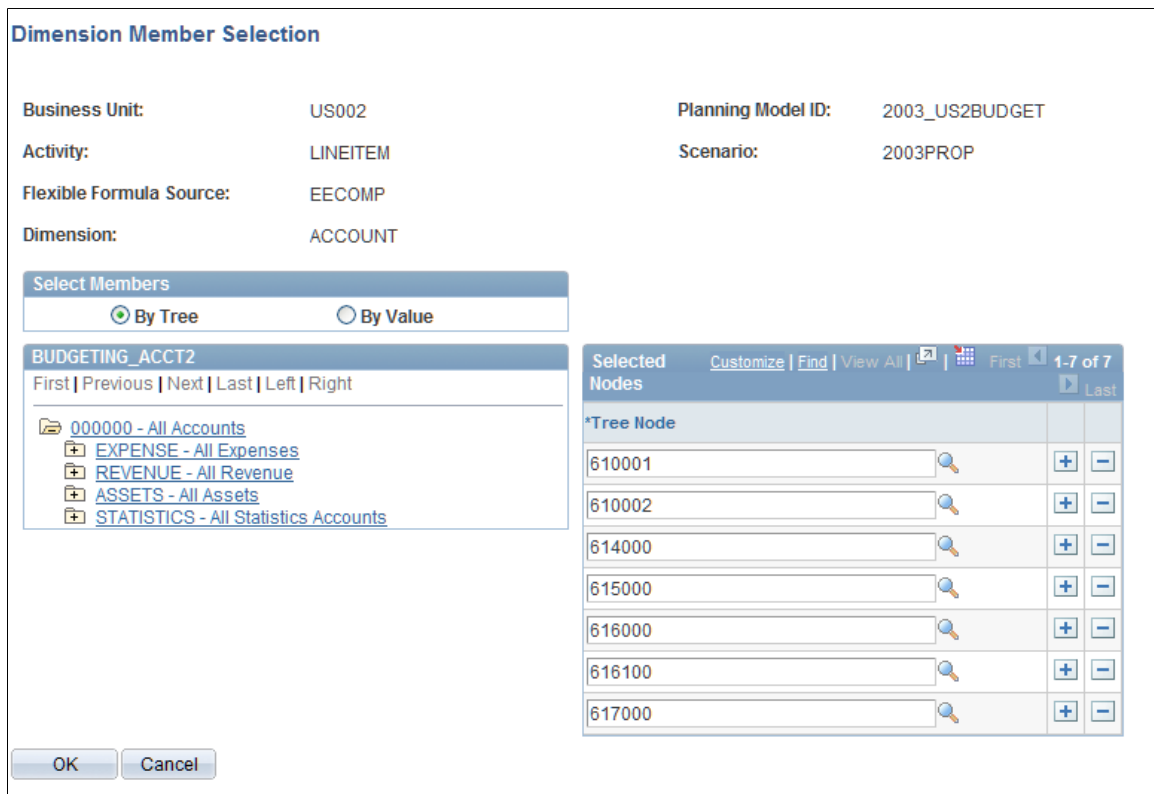 Dimension Member Selection
Business Unit: US002 Planning Model ID: 2003_US2BUDGET
Activity: LINEITEM Scenario: 2003PROP
Flexible Formula Source: EECOMP
Dimension: ACCOUNT
Select Members
By Tree By Value
BUDGETING_ACCT2
First | Previous | Next | Last | Left | Right
000000 - All Accounts
EXPENSE - All Expenses
REVENUE - All Revenue
ASSETS - All Assets
STATISTICS - All Statistics Accounts
Selected Nodes Customize | Find | View All | | First 1-7 of 7 Last
*Tree Node
610001
610002
614000
615000
616000
616100
617000
OK Cancel